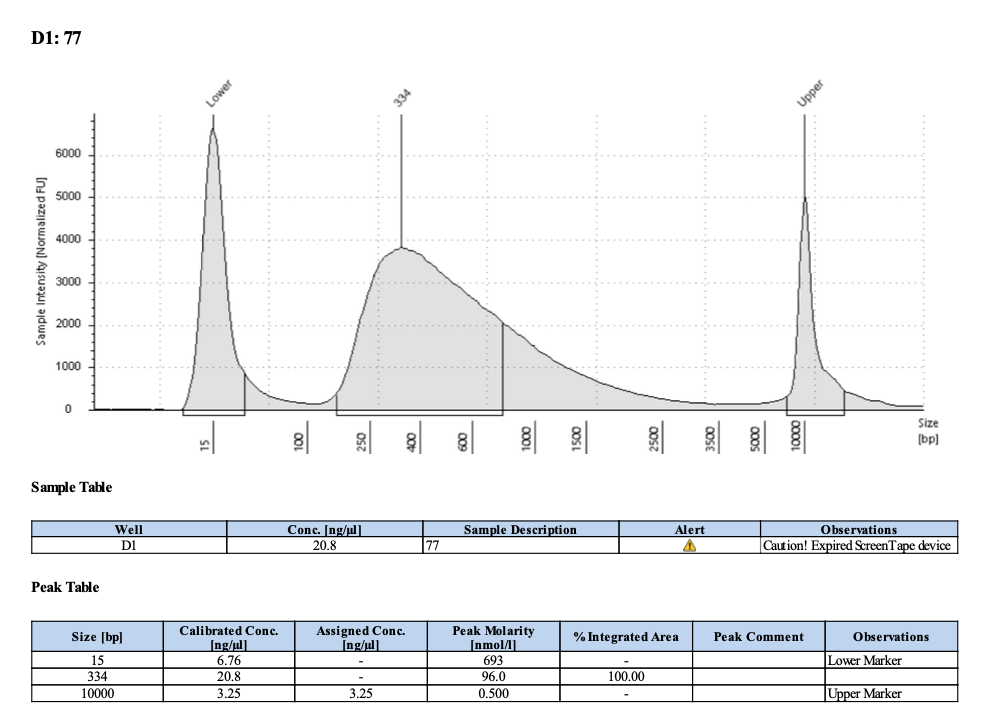 D1: 77
Lower
334
Upper
Sample Intensity [Normalized FU]
6000
5000
4000
3000
2000
1000
0
15
100
250
400
600
1000
1500
2500
3500
5000
10000
Size
[bp]
Sample Table
Well Conc. [ng/µl] Sample Description Alert Observations
D1 20.8 77 Caution! Expired ScreenTape device
Peak Table
Size [bp] Calibrated Conc. [ng/µl] Assigned Conc. [ng/µl] Peak Molarity [nmol/l] % Integrated Area Peak Comment Observations
15 6.76 - 693 - Lower Marker
334 20.8 - 96.0 100.00
10000 3.25 3.25 0.500 - Upper Marker